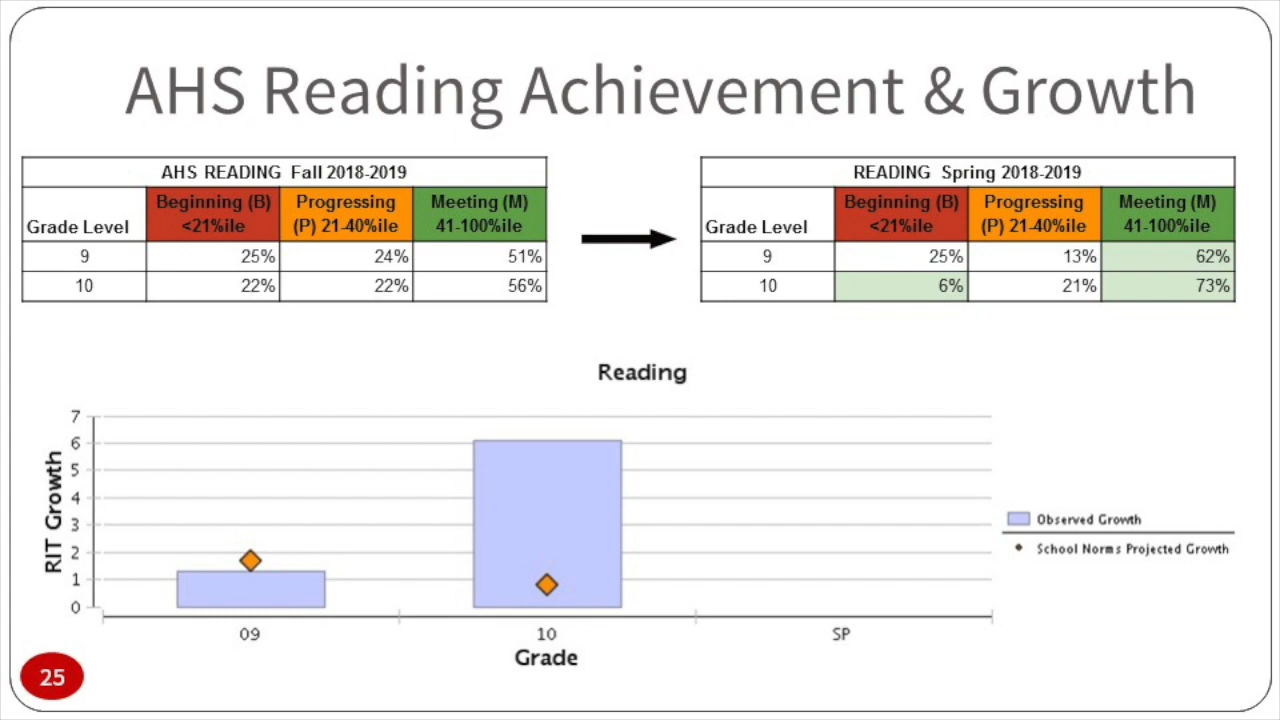 AHS Reading Achievement & Growth
AHS READING Fall 2018-2019
Grade Level Beginning (B) <21%ile Progressing (P) 21-40%ile Meeting (M) 41-100%ile
9 25% 24% 51%
10 22% 22% 56%
READING Spring 2018-2019
Grade Level Beginning (B) <21%ile Progressing (P) 21-40%ile Meeting (M) 41-100%ile
9 25% 13% 62%
10 6% 21% 73%
Reading
RIT Growth
7
6
5
4
3
2
1
0
09 10 SP
Grade
Observed Growth
School Norms Projected Growth
25